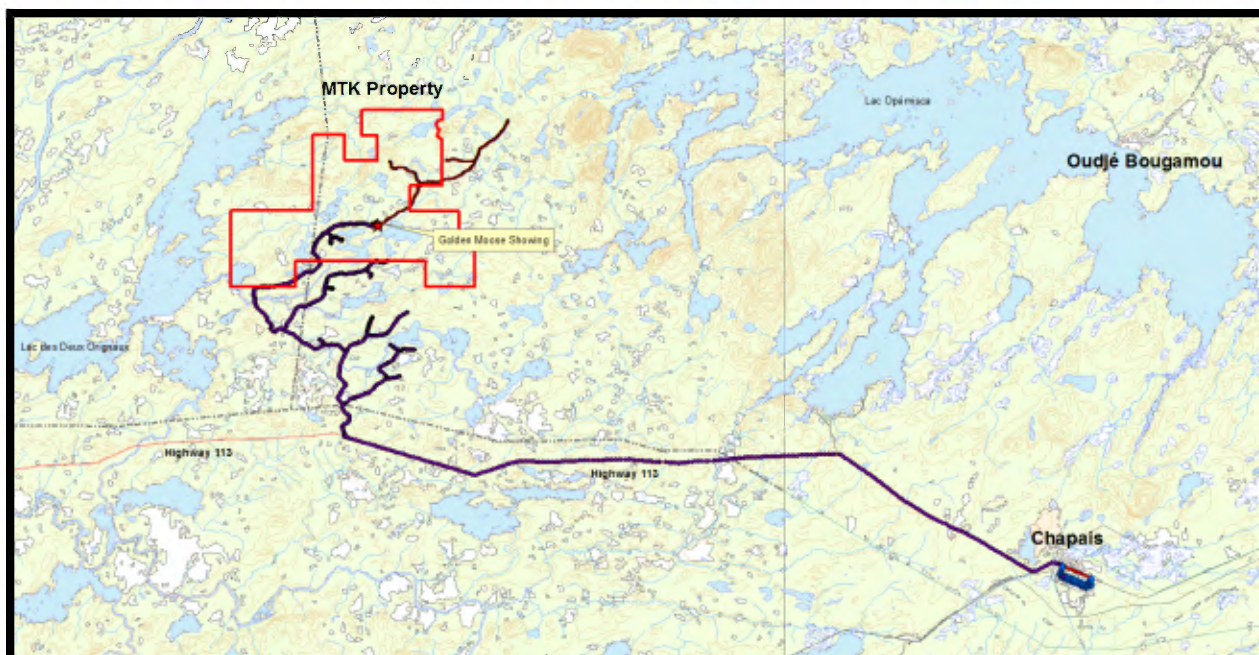 MTK Property
Lac Opémisca
Oudjé Bougamou
Golden Moose Showing
Lac des Deux Orignaux
Highway 113
Highway 113
Chapais